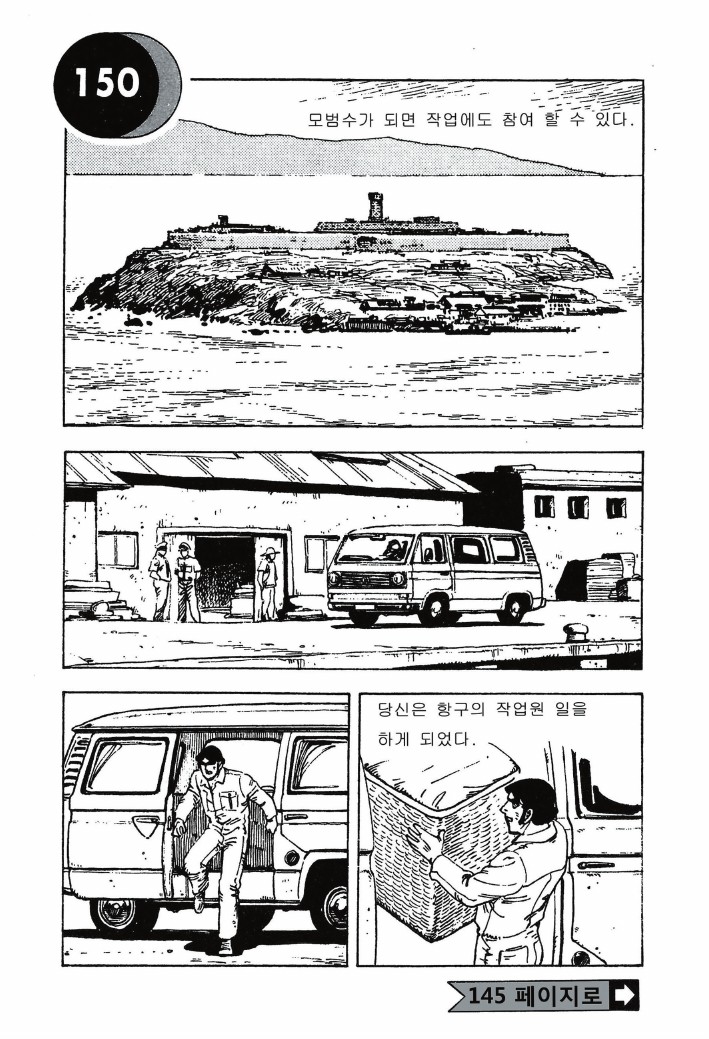 150
모범수가 되면 작업에도 참여 할 수 있다.
당신은 항구의 작업원 일을
하게 되었다.
145 페이지로